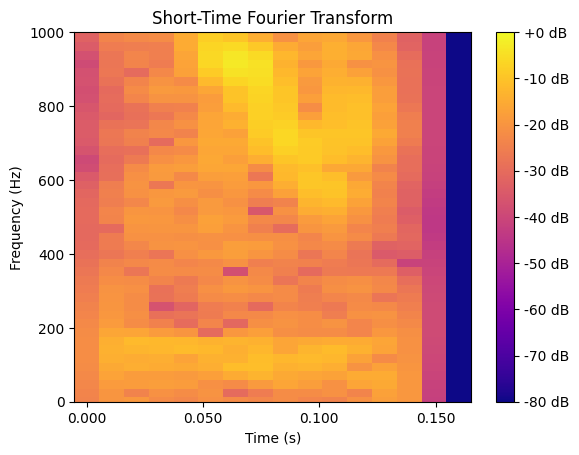 Short-Time Fourier Transform
1000
800
600
400
200
0
Frequency (Hz)
0.000
0.050
0.100
0.150
Time (s)
+0 dB
-10 dB
-20 dB
-30 dB
-40 dB
-50 dB
-60 dB
-70 dB
-80 dB